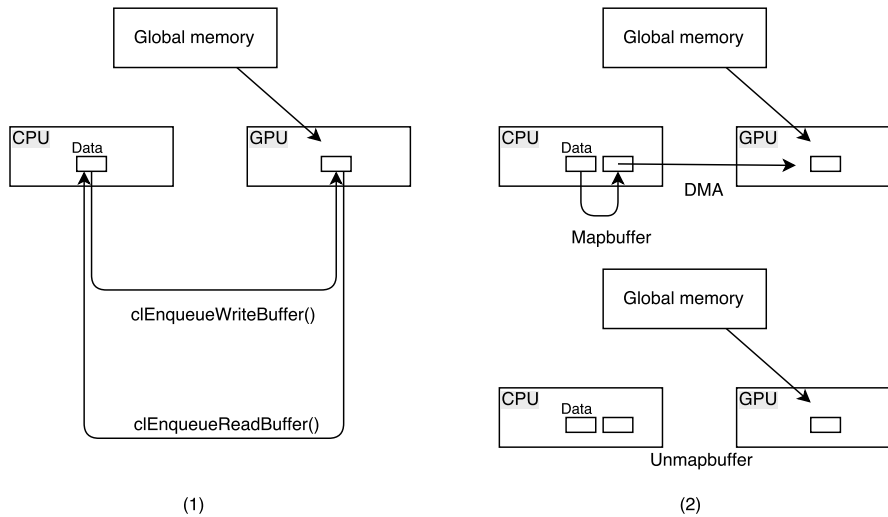 Global memory
CPU
GPU
Data
clEnqueueWriteBuffer()
clEnqueueReadBuffer()
(1)
Global memory
CPU
GPU
Data
DMA
Mapbuffer
Global memory
CPU
GPU
Data
Unmapbuffer
(2)